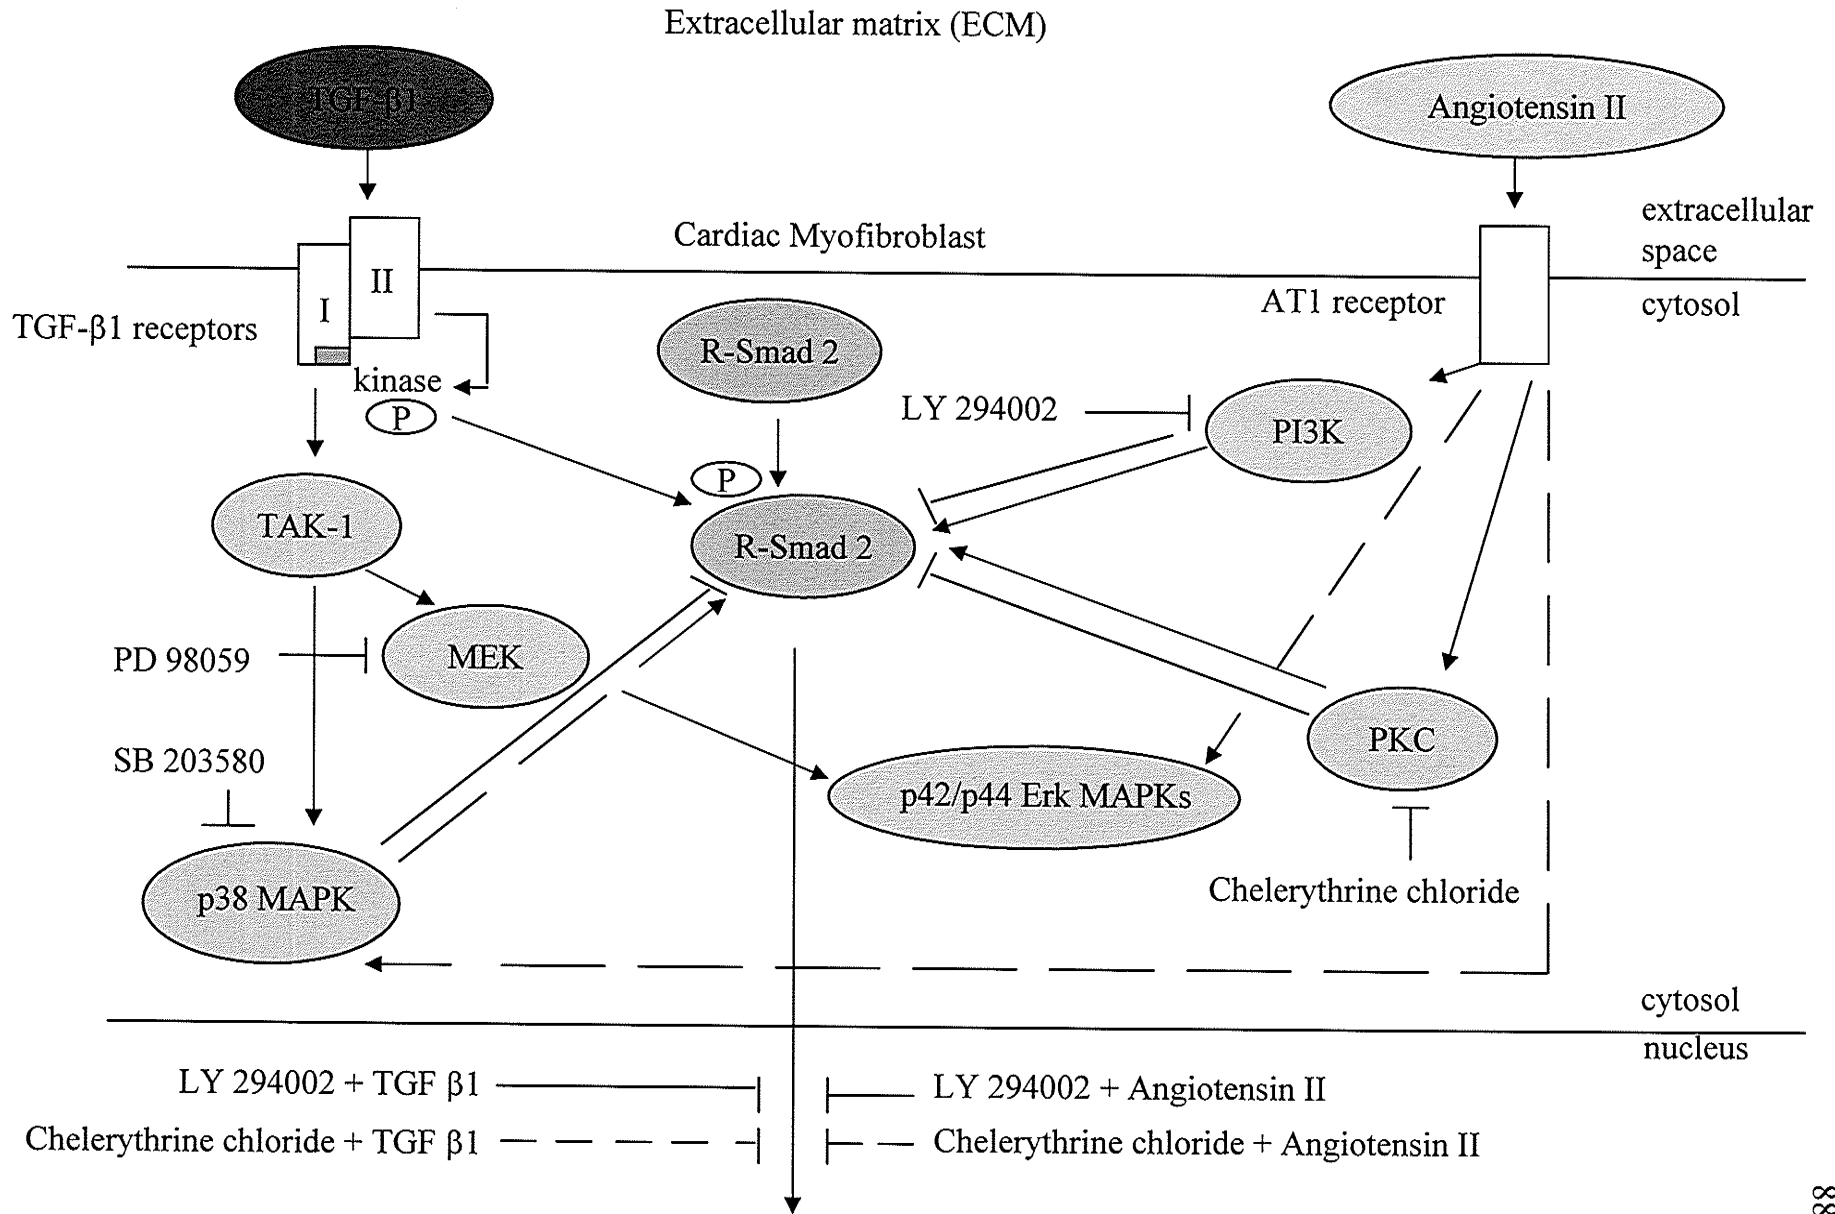 Extracellular matrix (ECM)
TGF-β1
Angiotensin II
extracellular
space
Cardiac Myofibroblast
II
I
AT1 receptor
cytosol
TGF-β1 receptors
R-Smad 2
kinase
P
LY 294002
PI3K
P
TAK-1
R-Smad 2
PD 98059
MEK
PKC
SB 203580
p42/p44 Erk MAPKs
p38 MAPK
Chelerythrine chloride
cytosol
nucleus
LY 294002 + TGF β1
LY 294002 + Angiotensin II
Chelerythrine chloride + TGF β1
Chelerythrine chloride + Angiotensin II
88